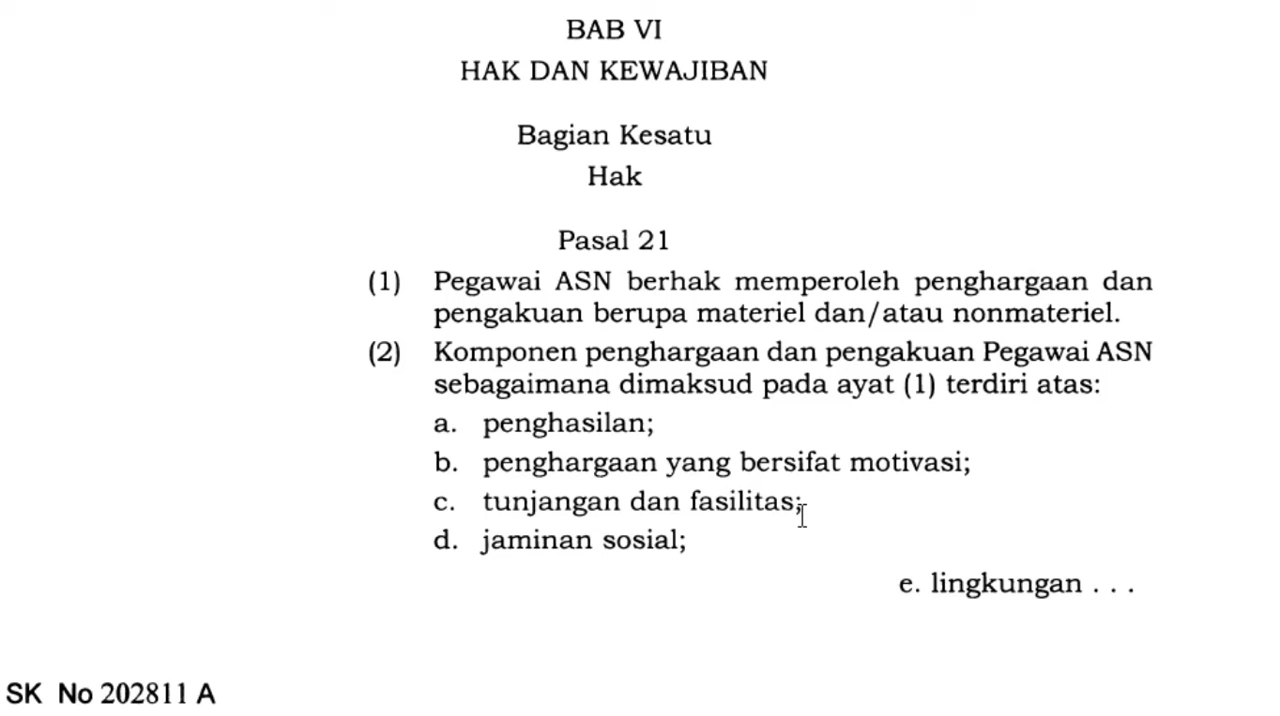 BAB VI
HAK DAN KEWAJIBAN
Bagian Kesatu
Hak
Pasal 21
(1) Pegawai ASN berhak memperoleh penghargaan dan
pengakuan berupa materiel dan/atau nonmateriel.
(2) Komponen penghargaan dan pengakuan Pegawai ASN
sebagaimana dimaksud pada ayat (1) terdiri atas:
a. penghasilan;
b. penghargaan yang bersifat motivasi;
c. tunjangan dan fasilitas;
d. jaminan sosial;
e. lingkungan . . .
SK No 202811 A